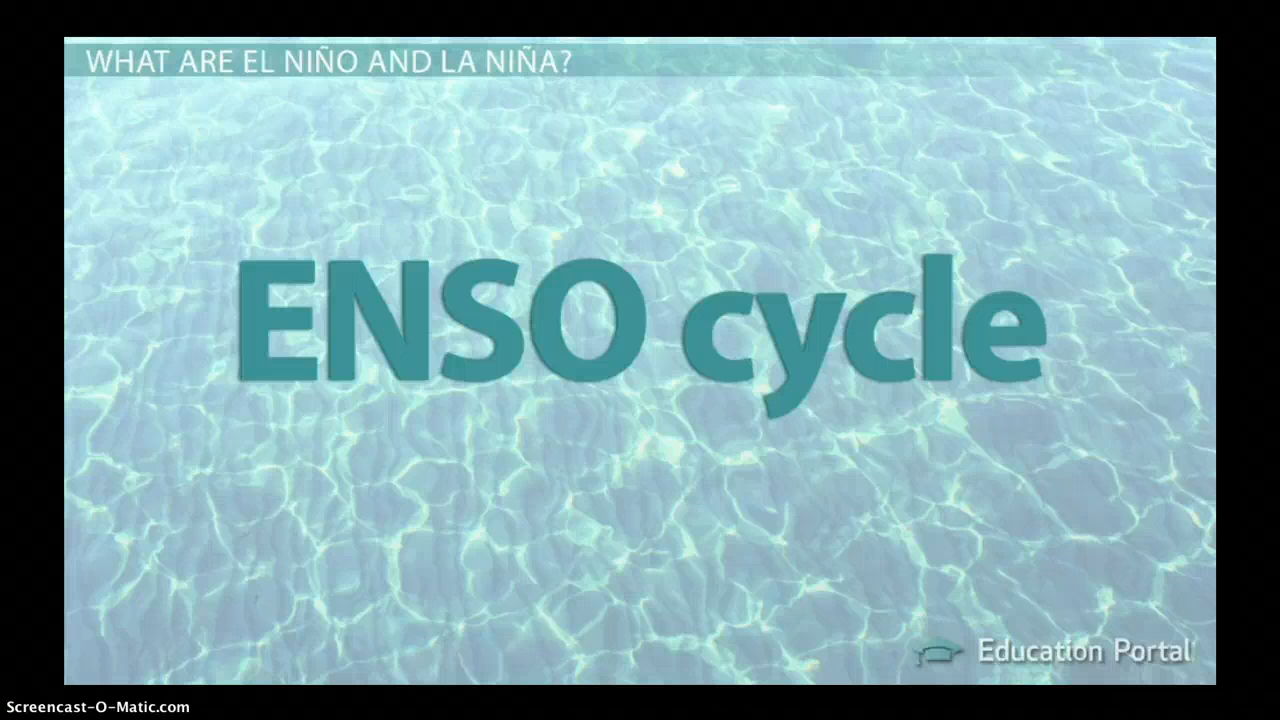 WHAT ARE EL NIÑO AND LA NIÑA?
ENSO cycle
Education Portal
Screencast-O-Matic.com